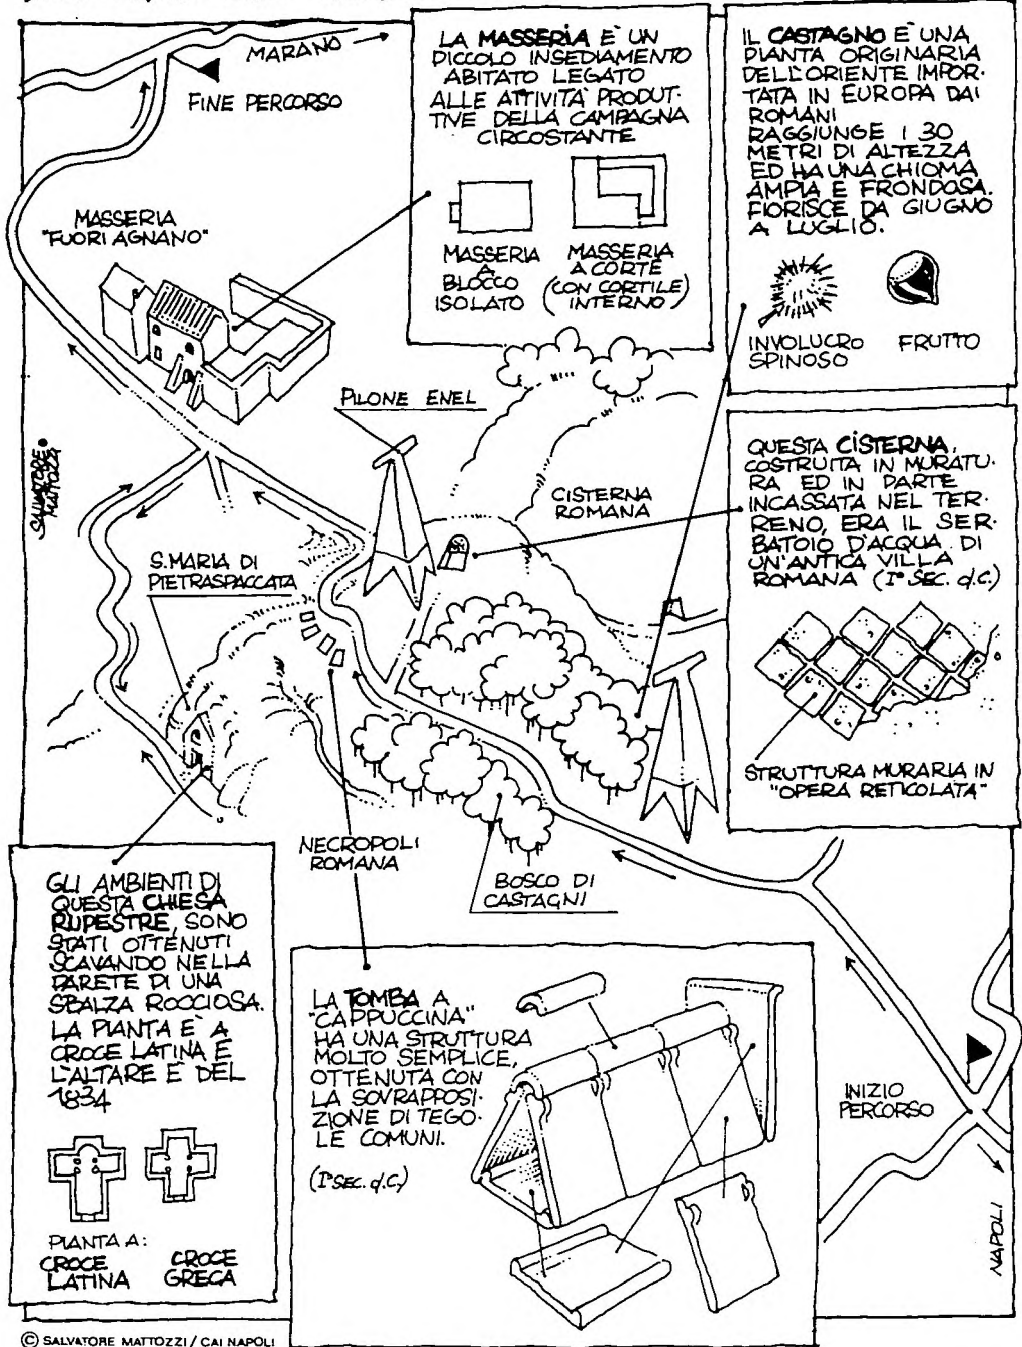 MARANO
FINE PERCORSO
LA MASSERIA È UN
PICCOLO INSEDIAMENTO
ABITATO LEGATO
ALLE ATTIVITÀ PRODUT-
TIVE DELLA CAMPAGNA
CIRCOSTANTE
MASSERIA
A
BLOCCO
ISOLATO
MASSERIA
A CORTE
(CON CORTILE
INTERNO)
IL CASTAGNO È UNA
PIANTA ORIGINARIA
DELL'ORIENTE IMPOR-
TATA IN EUROPA DAI
ROMANI
RAGGIUNGE I 30
METRI DI ALTEZZA
ED HA UNA CHIOMA
AMPIA E FRONDOSA.
FIORISCE DA GIUGNO
A LUGLIO.
INVOLUCRO
SPINOSO
FRUTTO
MASSERIA
"FUORI AGNANO"
SALVATORE
MATTOZZI
PILONE ENEL
CISTERNA
ROMANA
QUESTA CISTERNA,
COSTRUITA IN MURATU-
RA ED IN PARTE
INCASSATA NEL TER-
RENO, ERA IL SER-
BATOIO D'ACQUA DI
UN'ANTICA VILLA
ROMANA (I° SEC. d.C.)
STRUTTURA MURARIA IN
"OPERA RETICOLATA"
S. MARIA DI
PIETRASPACCATA
NECROPOLI
ROMANA
BOSCO DI
CASTAGNI
GLI AMBIENTI DI
QUESTA CHIESA
RUPESTRE, SONO
STATI OTTENUTI
SCAVANDO NELLA
PARETE DI UNA
SBALZA ROCCIOSA.
LA PIANTA È A
CROCE LATINA E
L'ALTARE È DEL
1834
PIANTA A:
CROCE
LATINA
CROCE
GRECA
LA TOMBA A
"CAPPUCCINA"
HA UNA STRUTTURA
MOLTO SEMPLICE,
OTTENUTA CON
LA SOVRAPPOSI-
ZIONE DI TEGO-
LE COMUNI.
(I° SEC. d.C.)
INIZIO
PERCORSO
NAPOLI
© SALVATORE MATTOZZI / CAI NAPOLI